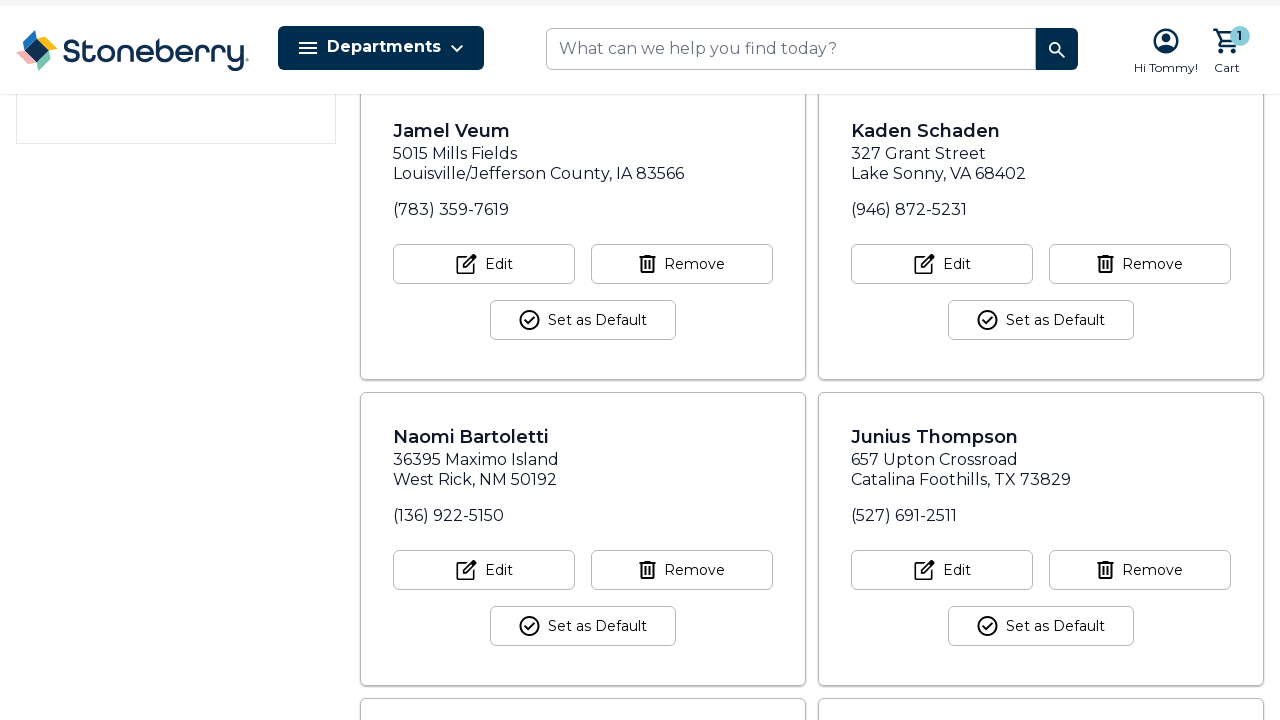 Stoneberry
Departments
What can we help you find today?
Hi Tommy!
1
Cart
Jamel Veum
5015 Mills Fields
Louisville/Jefferson County, IA 83566
(783) 359-7619
Edit
Remove
Set as Default
Kaden Schaden
327 Grant Street
Lake Sonny, VA 68402
(946) 872-5231
Edit
Remove
Set as Default
Naomi Bartoletti
36395 Maximo Island
West Rick, NM 50192
(136) 922-5150
Edit
Remove
Set as Default
Junius Thompson
657 Upton Crossroad
Catalina Foothills, TX 73829
(527) 691-2511
Edit
Remove
Set as Default